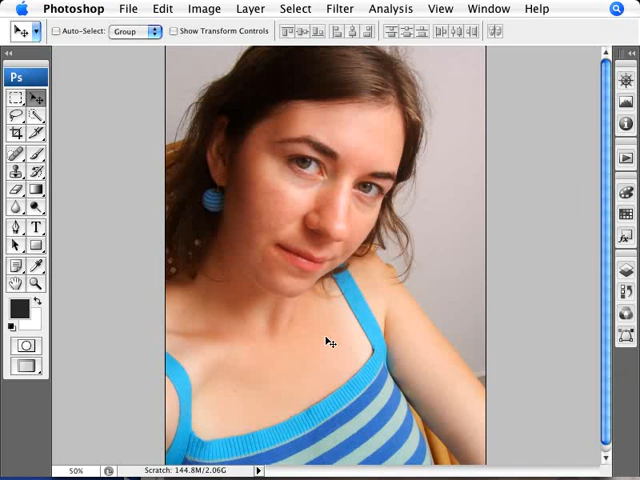 Photoshop File Edit Image Layer Select Filter Analysis View Window Help
Auto-Select: Group Show Transform Controls
Ps
T
50% Scratch: 144.8M/2.06G